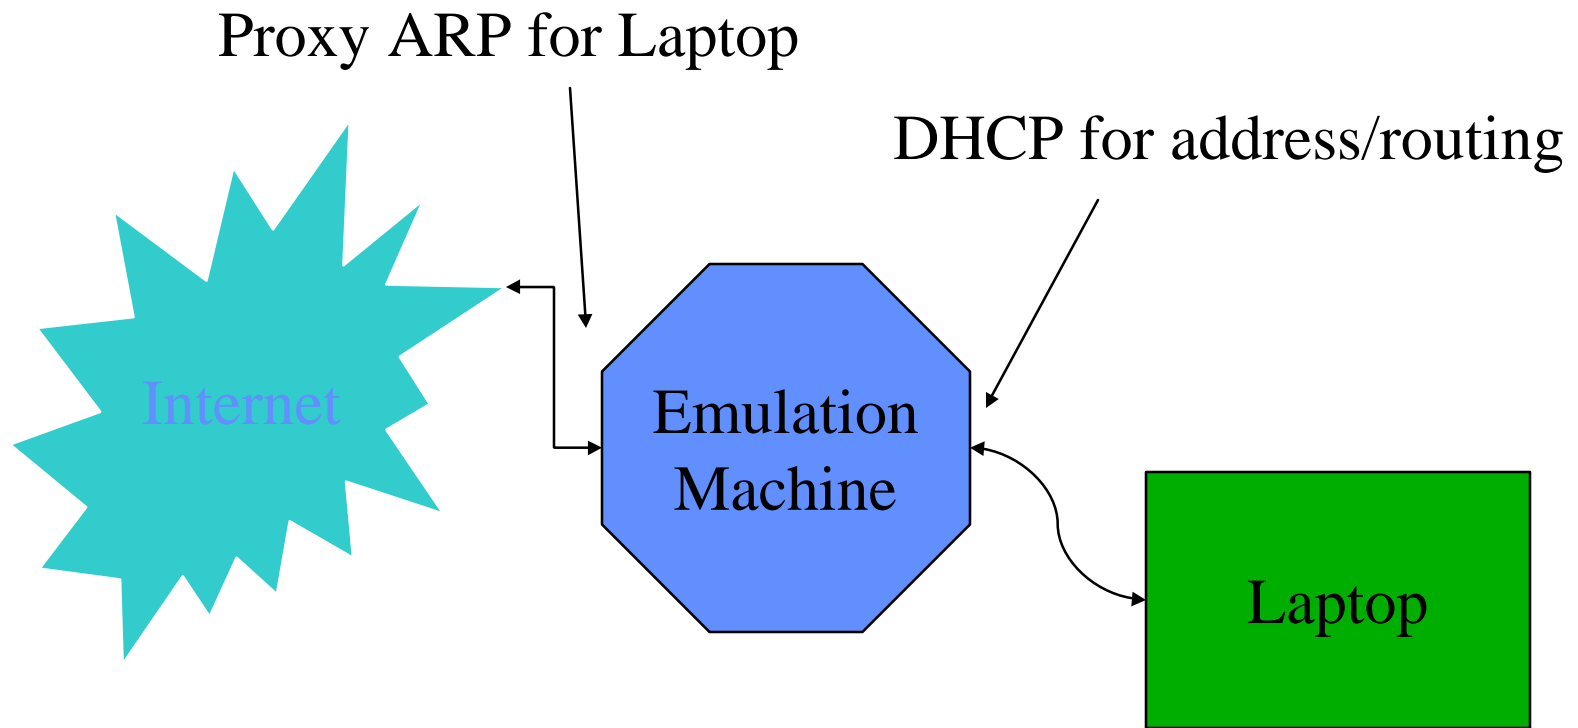 Proxy ARP for Laptop
DHCP for address/routing
Internet
Emulation
Machine
Laptop